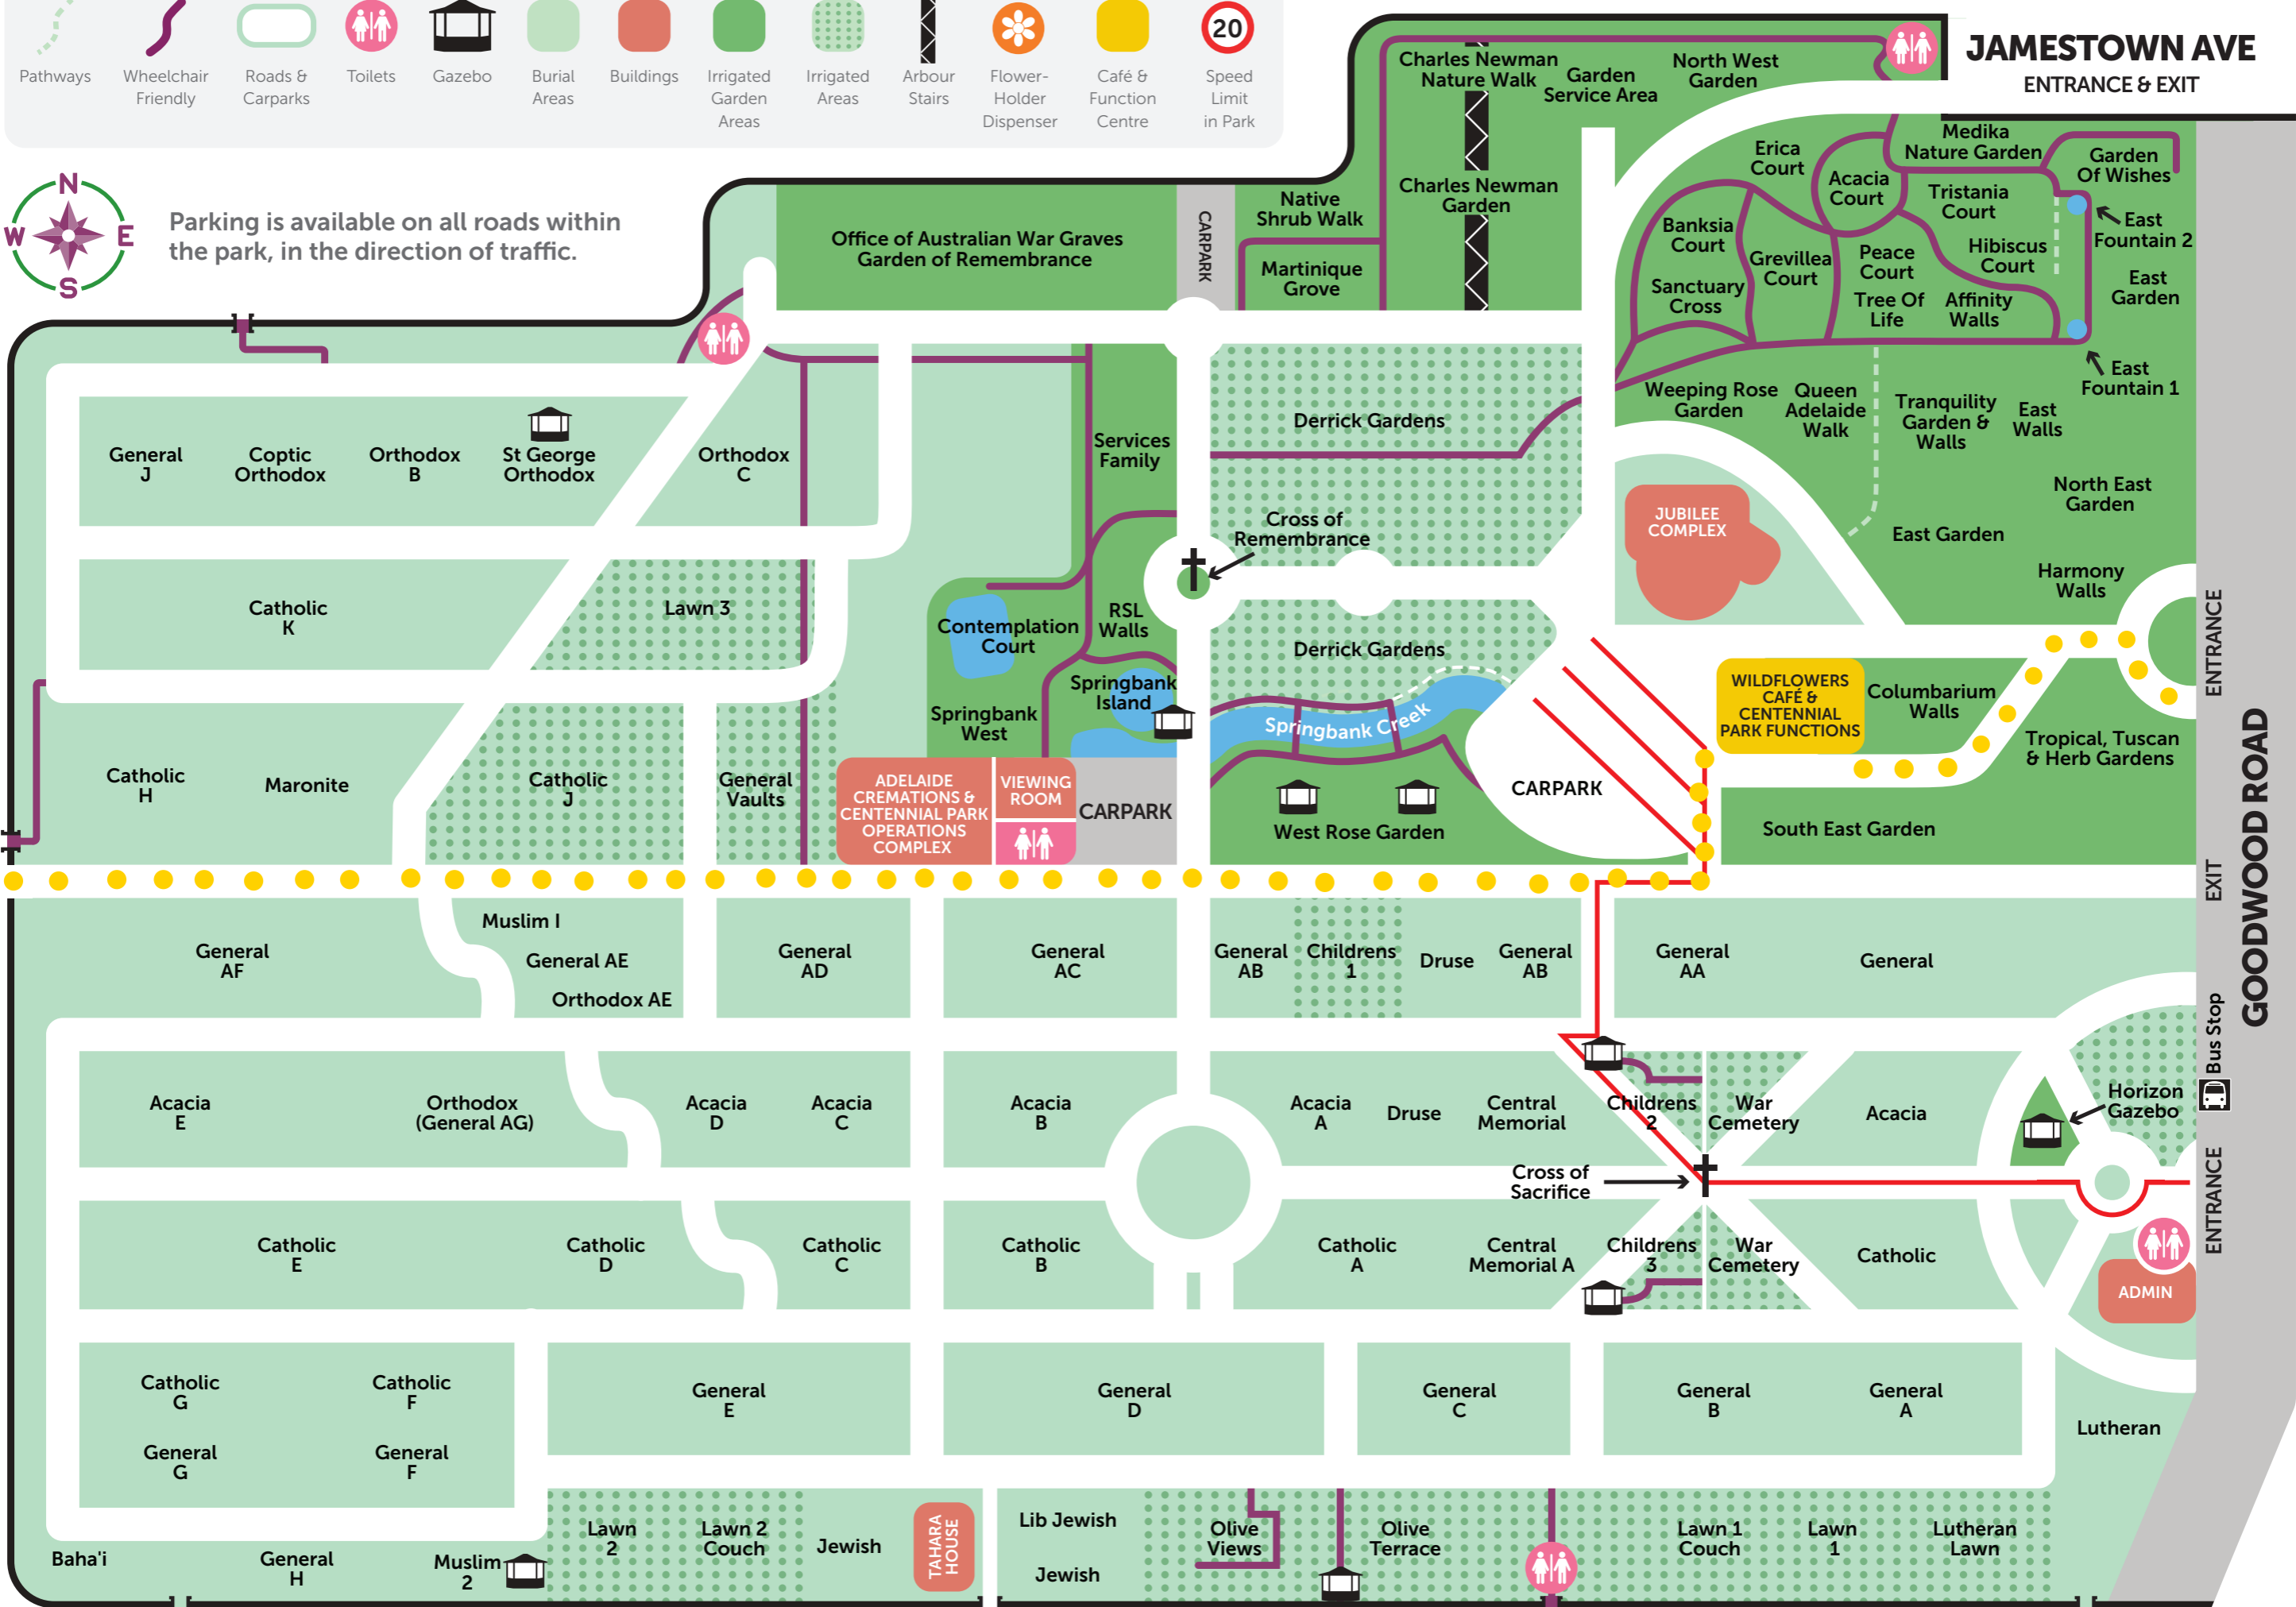 20
Pathways
Wheelchair
Friendly
Roads &
Carparks
Toilets
Gazebo
Burial
Areas
Buildings
Irrigated
Garden
Areas
Irrigated
Areas
Arbour
Stairs
Flower-
Holder
Dispenser
Café &
Function
Centre
Speed
Limit
in Park
JAMESTOWN AVE
ENTRANCE & EXIT
N
W
E
S
Parking is available on all roads within
the park, in the direction of traffic.
Charles Newman
Nature Walk
Garden
Service Area
North West
Garden
Charles Newman
Garden
Native
Shrub Walk
Martinique
Grove
CARPARK
Office of Australian War Graves
Garden of Remembrance
Medika
Nature Garden
Garden
Of Wishes
Erica
Court
Acacia
Court
Tristania
Court
East
Fountain 2
Banksia
Court
Grevillea
Court
Peace
Court
Hibiscus
Court
East
Garden
Sanctuary
Cross
Tree Of
Life
Affinity
Walls
East
Fountain 1
Weeping Rose
Garden
Queen
Adelaide
Walk
Tranquility
Garden &
Walls
East
Walls
North East
Garden
East Garden
Harmony
Walls
JUBILEE
COMPLEX
General
J
Coptic
Orthodox
Orthodox
B
St George
Orthodox
Orthodox
C
Services
Family
Derrick Gardens
Cross of
Remembrance
Catholic
K
Lawn 3
Contemplation
Court
RSL
Walls
Derrick Gardens
Springbank
Island
Springbank
West
Springbank Creek
WILDFLOWERS
CAFÉ &
CENTENNIAL
PARK FUNCTIONS
Columbarium
Walls
Tropical, Tuscan
& Herb Gardens
ENTRANCE
GOODWOOD ROAD
Catholic
H
Maronite
Catholic
J
General
Vaults
ADELAIDE
CREMATIONS &
CENTENNIAL PARK
OPERATIONS
COMPLEX
VIEWING
ROOM
CARPARK
West Rose Garden
CARPARK
South East Garden
EXIT
General
AF
Muslim I
General AE
Orthodox AE
General
AD
General
AC
General
AB
Childrens
1
Druse
General
AB
General
AA
General
Bus Stop
Acacia
E
Orthodox
(General AG)
Acacia
D
Acacia
C
Acacia
B
Acacia
A
Druse
Central
Memorial
Childrens
2
War
Cemetery
Acacia
Horizon
Gazebo
Cross of
Sacrifice
ENTRANCE
Catholic
E
Catholic
D
Catholic
C
Catholic
B
Catholic
A
Central
Memorial A
Childrens
3
War
Cemetery
Catholic
ADMIN
Catholic
G
Catholic
F
General
G
General
F
General
E
General
D
General
C
General
B
General
A
Lutheran
Baha'i
General
H
Muslim
2
Lawn
2
Lawn 2
Couch
Jewish
TAHARA
HOUSE
Lib Jewish
Jewish
Olive
Views
Olive
Terrace
Lawn 1
Couch
Lawn
1
Lutheran
Lawn